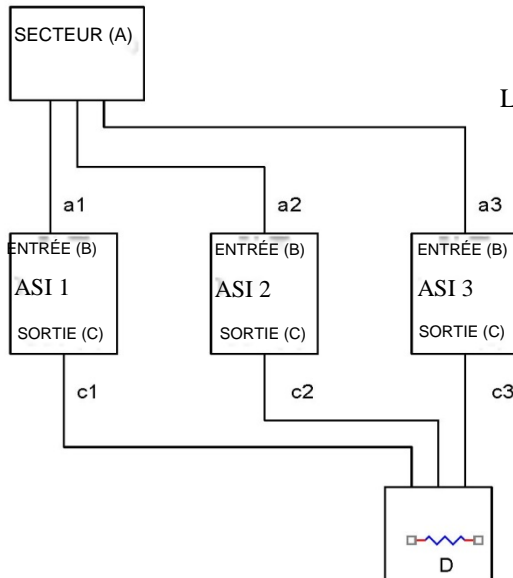 SECTEUR (A)
L
a1
a2
a3
ENTRÉE (B)
ENTRÉE (B)
ENTRÉE (B)
ASI 1
ASI 2
ASI 3
SORTIE (C)
SORTIE (C)
SORTIE (C)
c1
c2
c3
D